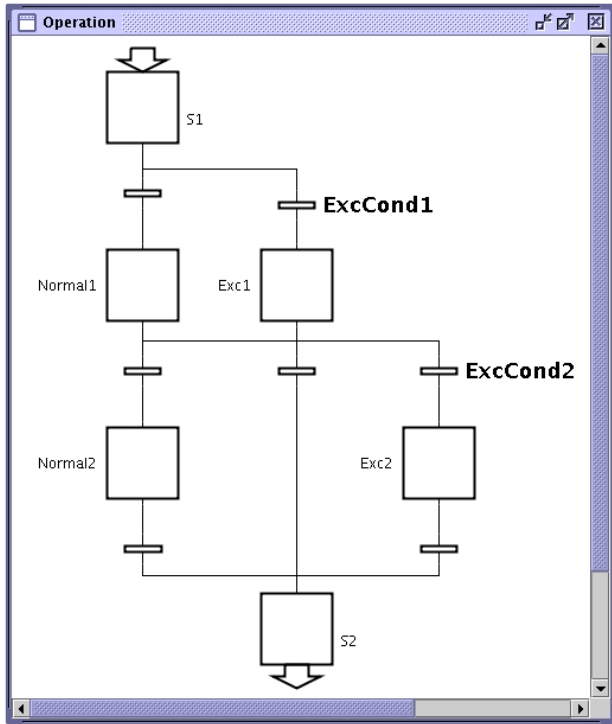 Operation
S1
ExcCond1
Normal1
Exc1
ExcCond2
Normal2
Exc2
S2